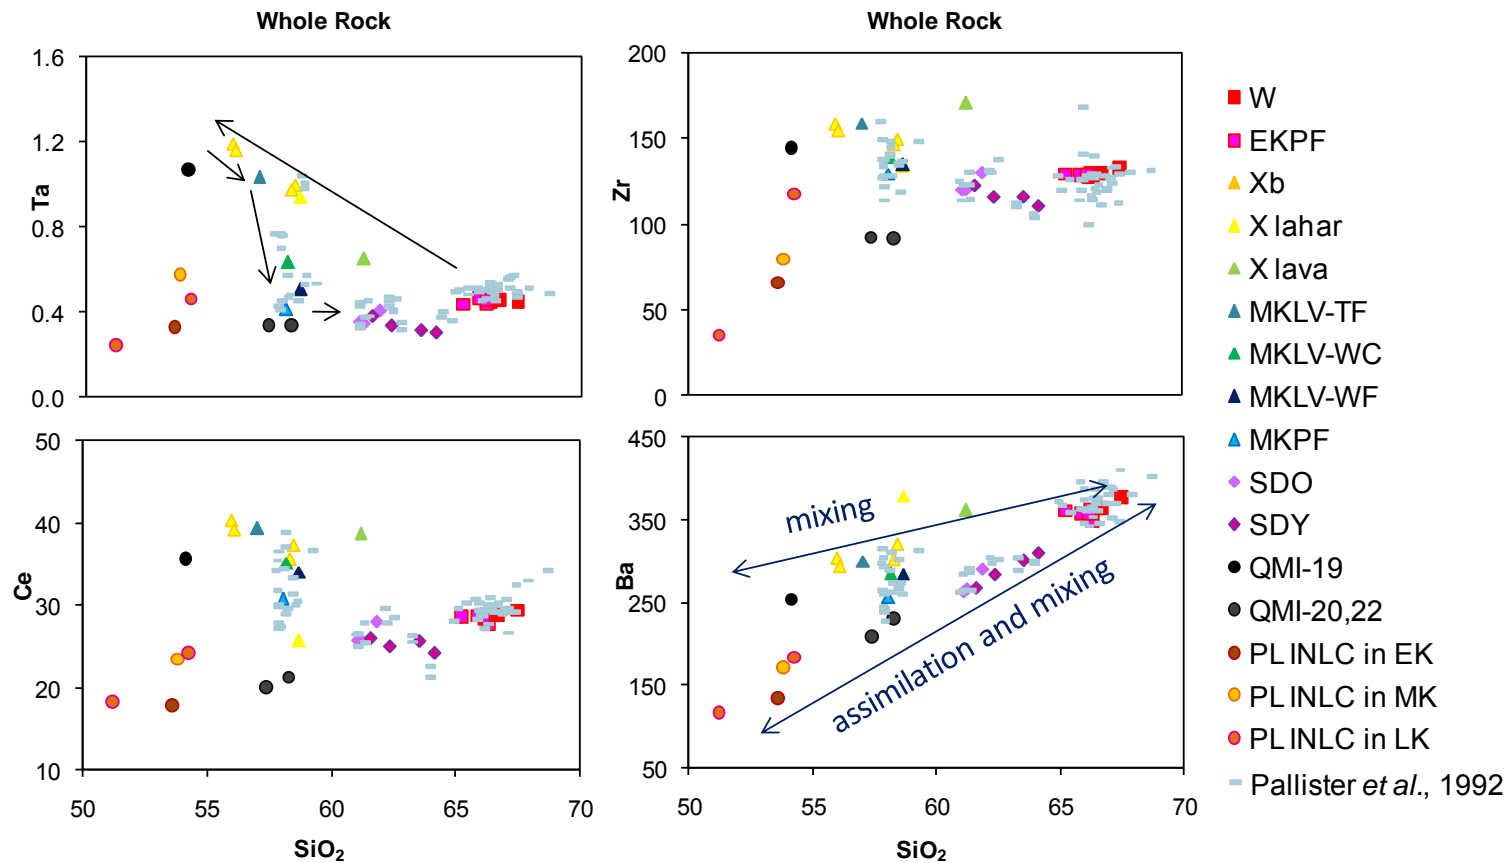 Whole Rock
Whole Rock
1.6
1.2
0.8
0.4
0.0
Ta
200
150
100
50
0
Zr
50
40
30
20
10
Ce
50
55
60
65
70
SiO2
450
350
250
150
50
Ba
mixing
assimilation and mixing
50
55
60
65
70
SiO2
W
EKPF
Xb
X lahar
X lava
MKLV-TF
MKLV-WC
MKLV-WF
MKPF
SDO
SDY
QMI-19
QMI-20,22
PL INLC in EK
PL INLC in MK
PL INLC in LK
Pallister et al., 1992